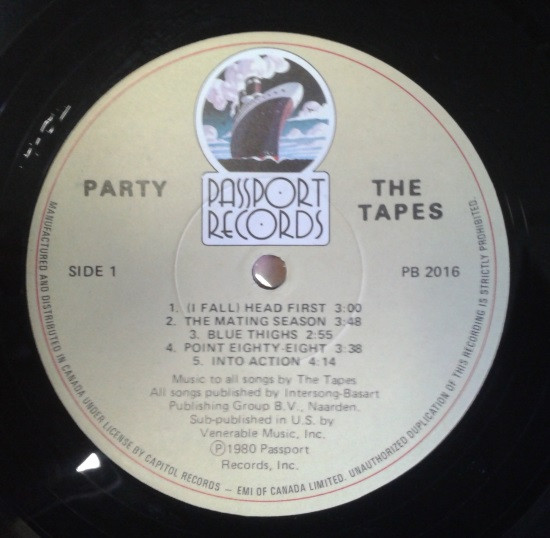 PASSPORT
RECORDS
PARTY
THE
TAPES
SIDE 1
PB 2016
1. (I FALL) HEAD FIRST 3:00
2. THE MATING SEASON 3:48
3. BLUE THIGHS 2:55
4. POINT EIGHTY-EIGHT 3:38
5. INTO ACTION 4:14
Music to all songs by The Tapes
All songs published by Intersong-Basart
Publishing Group B.V., Naarden.
Sub-published in U.S. by
Venerable Music, Inc.
Ⓟ1980 Passport
Records, Inc.
MANUFACTURED AND DISTRIBUTED IN CANADA UNDER LICENSE BY CAPITOL RECORDS – EMI OF CANADA LIMITED. UNAUTHORIZED DUPLICATION OF THIS RECORDING IS STRICTLY PROHIBITED.